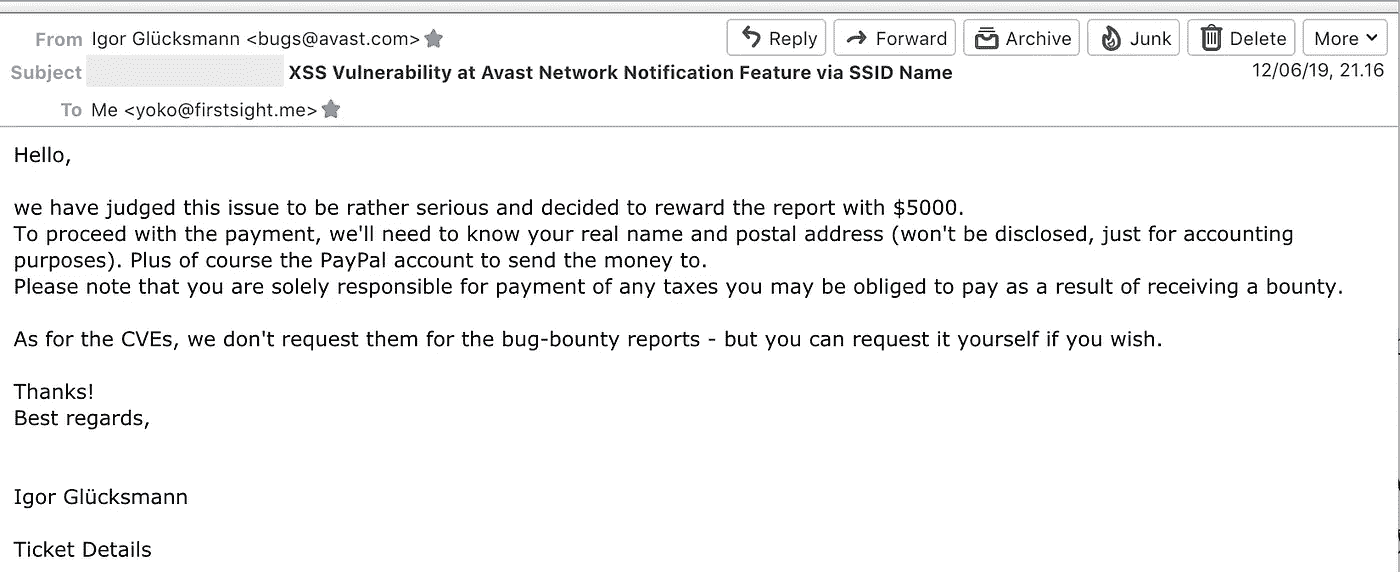 From Igor Glücksmann <bugs@avast.com>
Reply Forward Archive Junk Delete More
Subject XSS Vulnerability at Avast Network Notification Feature via SSID Name 12/06/19, 21.16
To Me <yoko@firstsight.me>
Hello,
we have judged this issue to be rather serious and decided to reward the report with $5000.
To proceed with the payment, we'll need to know your real name and postal address (won't be disclosed, just for accounting
purposes). Plus of course the PayPal account to send the money to.
Please note that you are solely responsible for payment of any taxes you may be obliged to pay as a result of receiving a bounty.
As for the CVEs, we don't request them for the bug-bounty reports - but you can request it yourself if you wish.
Thanks!
Best regards,
Igor Glücksmann
Ticket Details